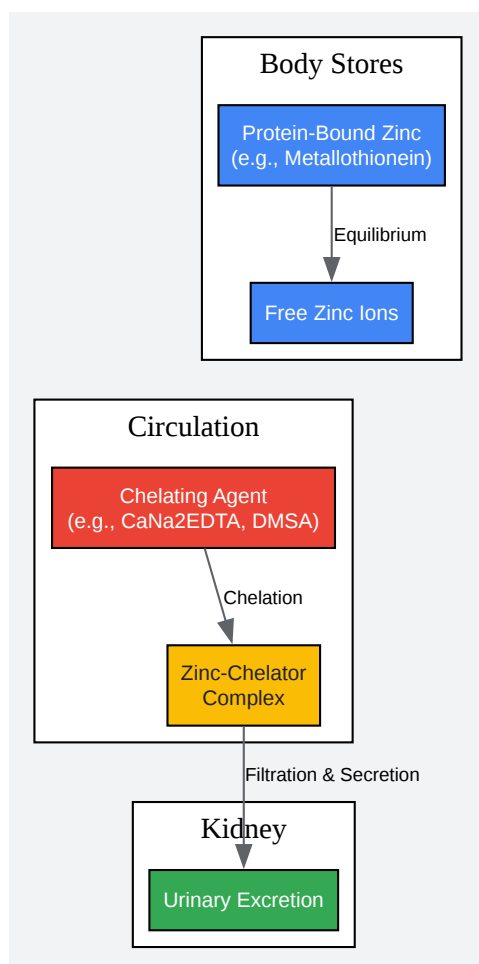 Body Stores
Protein-Bound Zinc
(e.g., Metallothionein)
Equilibrium
Free Zinc Ions
Circulation
Chelating Agent
(e.g., CaNa2EDTA, DMSA)
Chelation
Zinc-Chelator
Complex
Filtration & Secretion
Kidney
Urinary Excretion